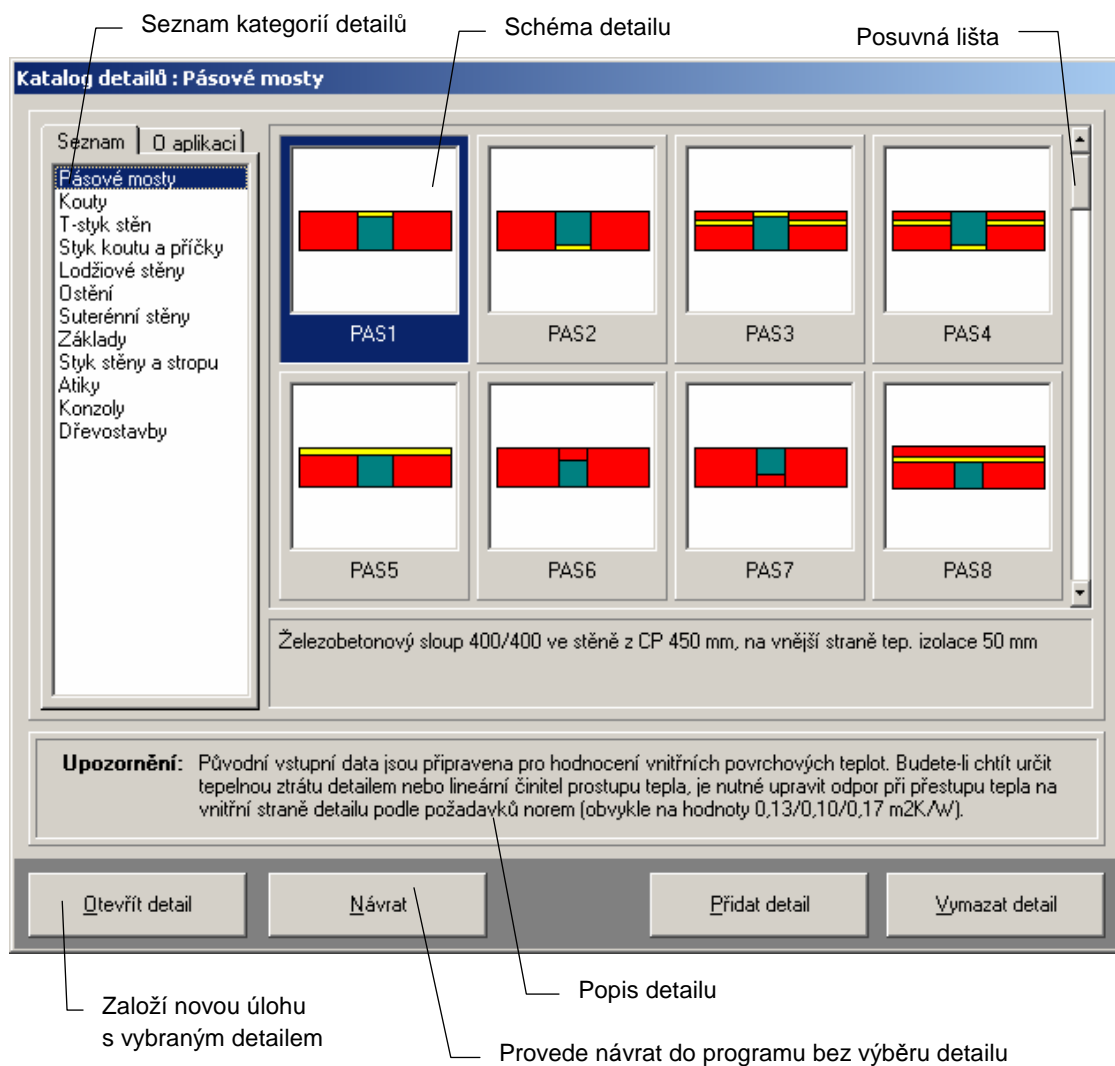 Seznam kategorií detailů
Schéma detailu
Posuvná lišta
Katalog detailů : Pásové mosty
Seznam
O aplikaci
Pásové mosty
Kouty
T-styk stěn
Styk koutu a příčky
Lodžiové stěny
Ostění
Suterénní stěny
Základy
Styk stěny a stropu
Atiky
Konzoly
Dřevostavby
PAS1
PAS2
PAS3
PAS4
PAS5
PAS6
PAS7
PAS8
Železobetonový sloup 400/400 ve stěně z CP 450 mm, na vnější straně tep. izolace 50 mm
Upozornění: Původní vstupní data jsou připravena pro hodnocení vnitřních povrchových teplot. Budete-li chtít určit
tepelnou ztrátu detailem nebo lineární činitel prostupu tepla, je nutné upravit odpor při přestupu tepla na
vnitřní straně detailu podle požadavků norem (obvykle na hodnoty 0,13/0,10/0,17 m2K/W).
Otevřít detail
Návrat
Přidat detail
Vymazat detail
Založí novou úlohu
s vybraným detailem
Popis detailu
Provede návrat do programu bez výběru detailu